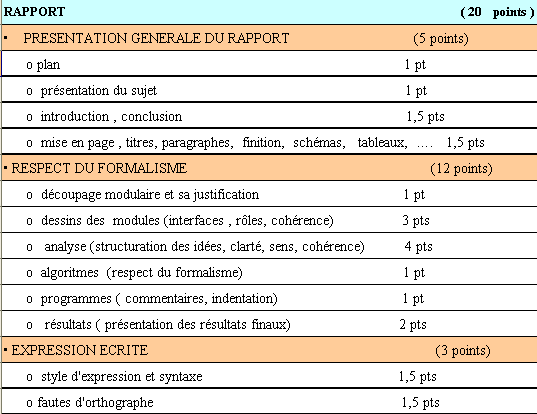 RAPPORT ( 20 points )
• PRESENTATION GENERALE DU RAPPORT (5 points)
o plan 1 pt
o présentation du sujet 1 pt
o introduction , conclusion 1,5 pts
o mise en page , titres, paragraphes, finition, schémas, tableaux, .... 1,5 pts
• RESPECT DU FORMALISME (12 points)
o découpage modulaire et sa justification 1 pt
o dessins des modules (interfaces , rôles, cohérence) 3 pts
o analyse (structuration des idées, clarté, sens, cohérence) 4 pts
o algoritmes (respect du formalisme) 1 pt
o programmes ( commentaires, indentation) 1 pt
o résultats ( présentation des résultats finaux) 2 pts
• EXPRESSION ECRITE (3 points)
o style d'expression et syntaxe 1,5 pts
o fautes d'orthographe 1,5 pts